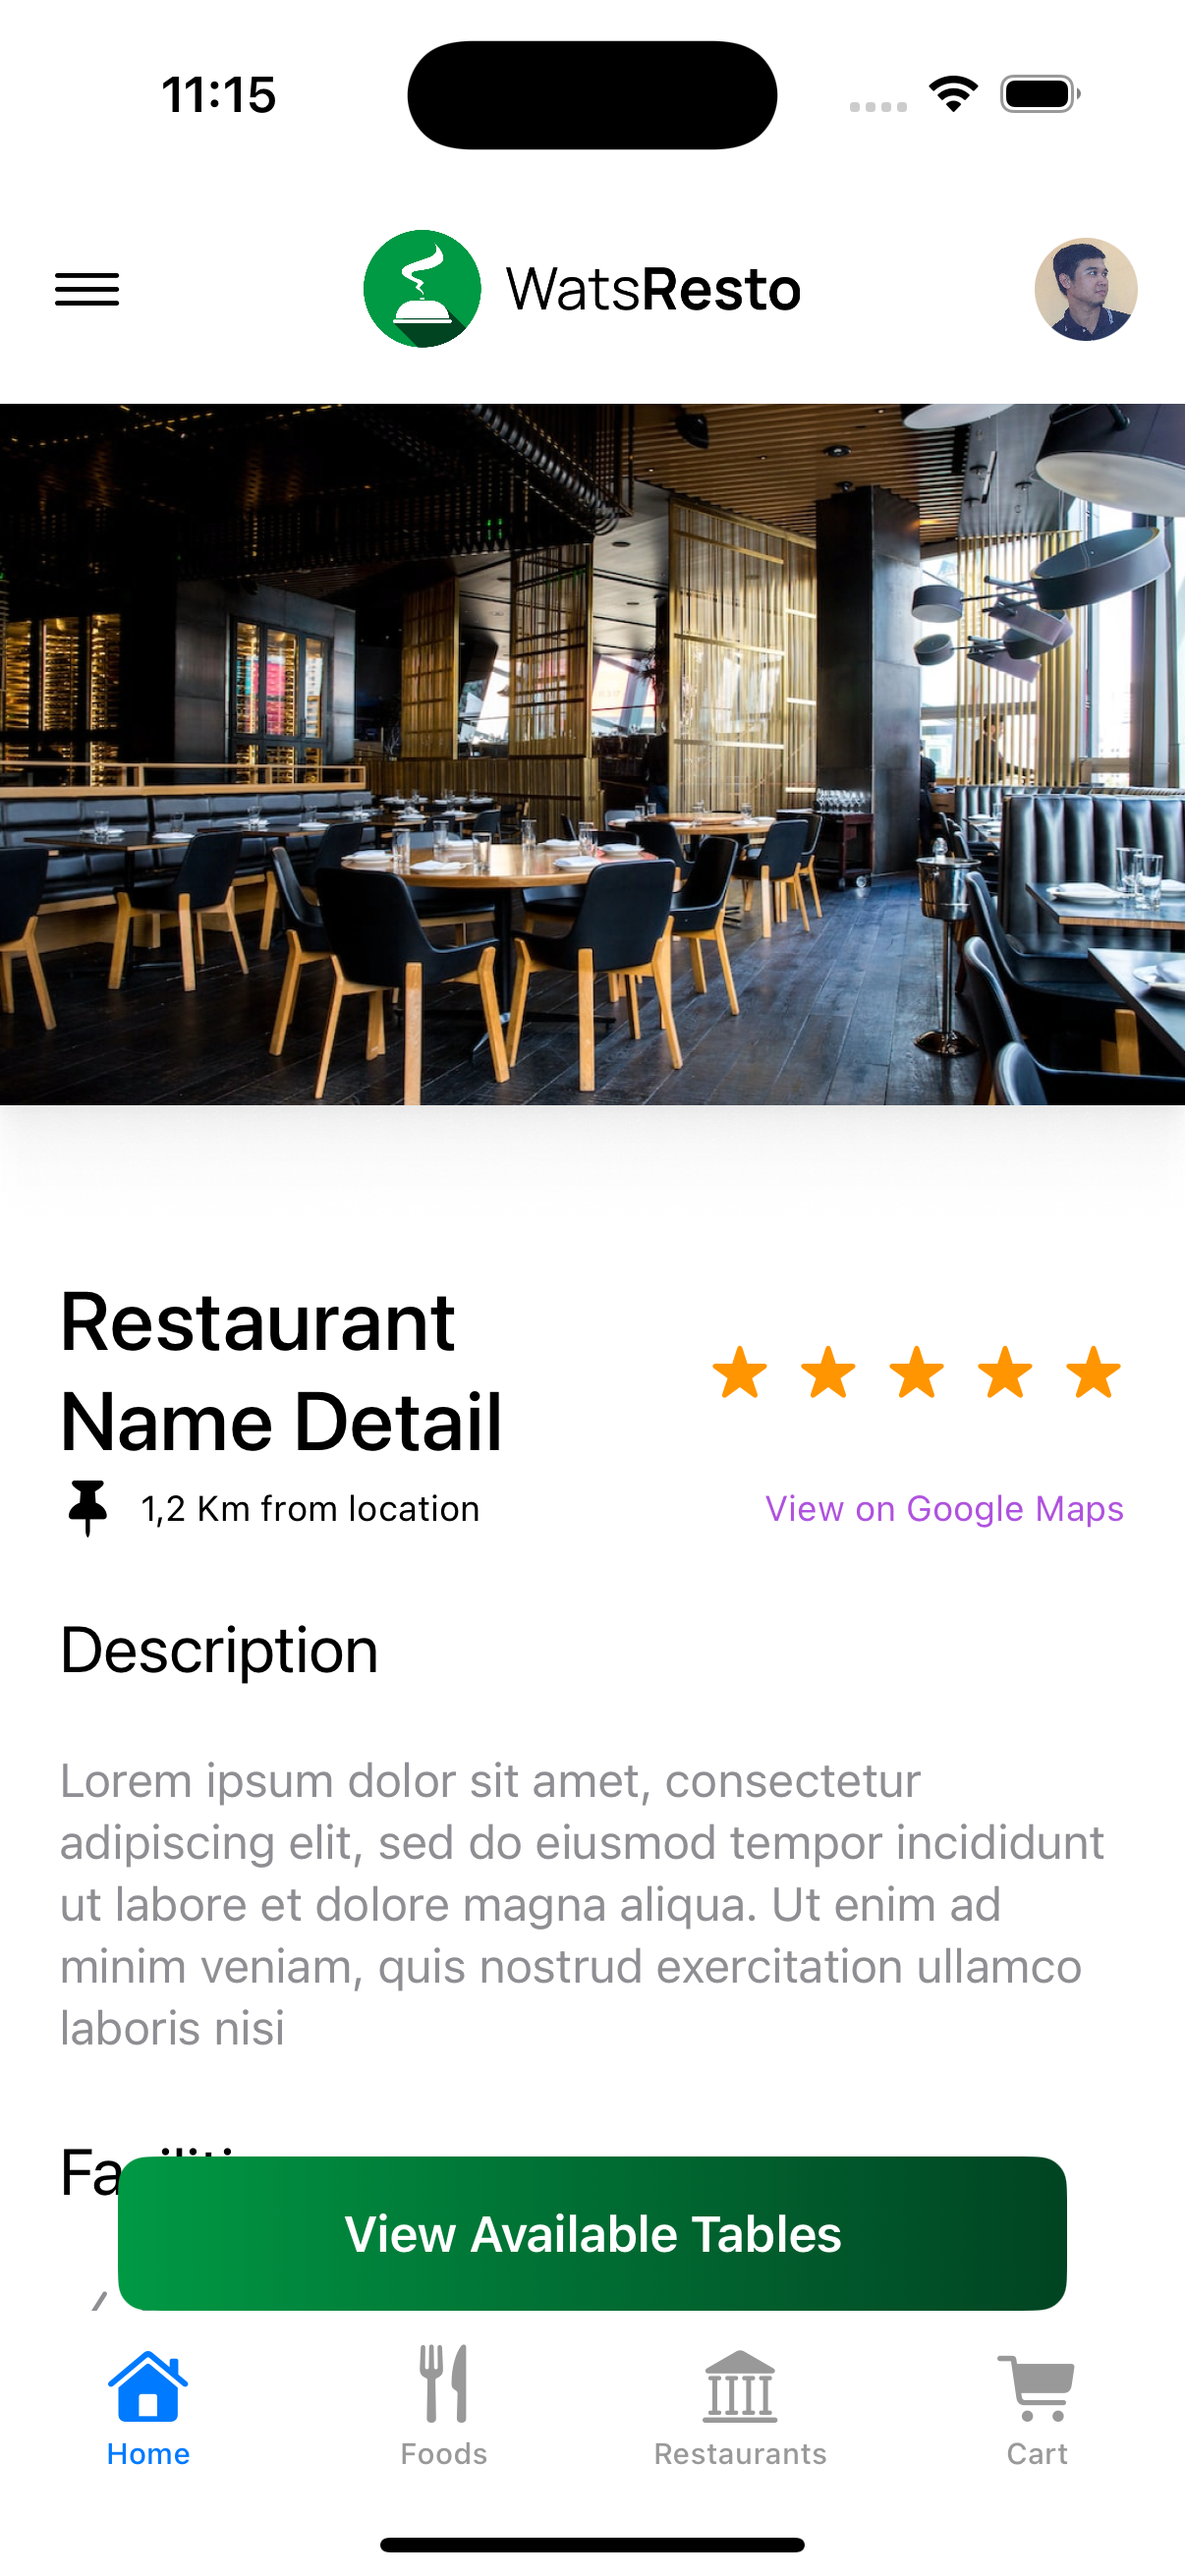 11:15
WatsResto
Restaurant
Name Detail
1,2 Km from location
View on Google Maps
Description
Lorem ipsum dolor sit amet, consectetur
adipiscing elit, sed do eiusmod tempor incididunt
ut labore et dolore magna aliqua. Ut enim ad
minim veniam, quis nostrud exercitation ullamco
laboris nisi
View Available Tables
Home
Foods
Restaurants
Cart